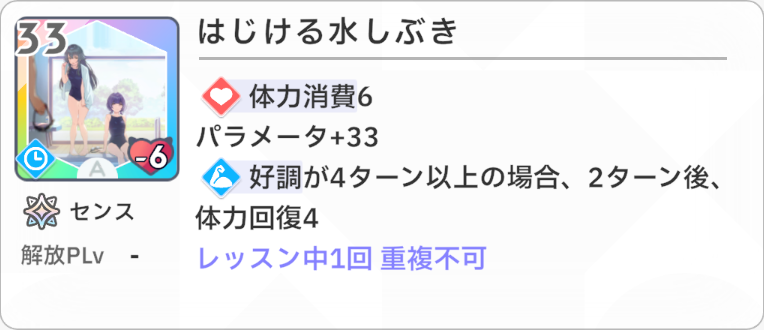 33
はじける水しぶき
体力消費6
パラメータ+33
好調が4ターン以上の場合、2ターン後、
体力回復4
レッスン中1回 重複不可
-6
A
センス
解放PLv -